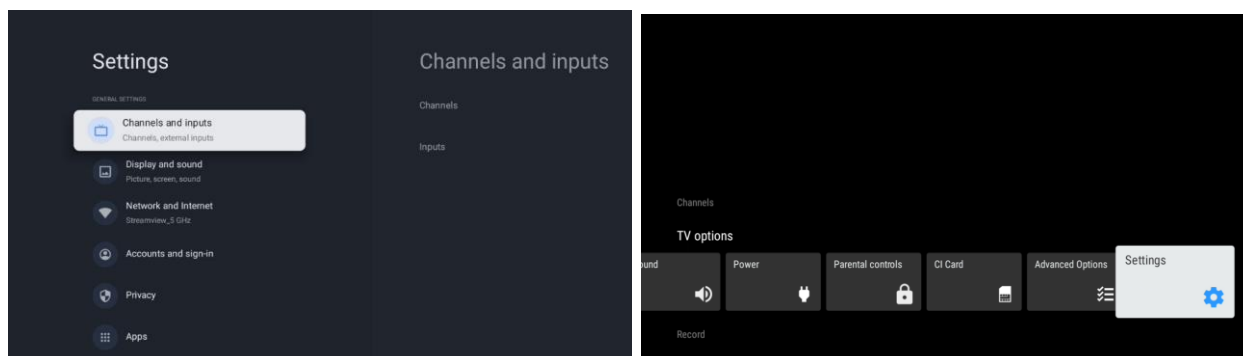 Settings
GENERAL SETTINGS
Channels and inputs
Channels, external inputs
Display and sound
Picture, screen, sound
Network and Internet
Streamview_5 GHz
Accounts and sign-in
Privacy
Apps
Channels and inputs
Channels
Inputs
Channels
TV options
ound
Power
Parental controls
CI Card
Advanced Options
Settings
Record